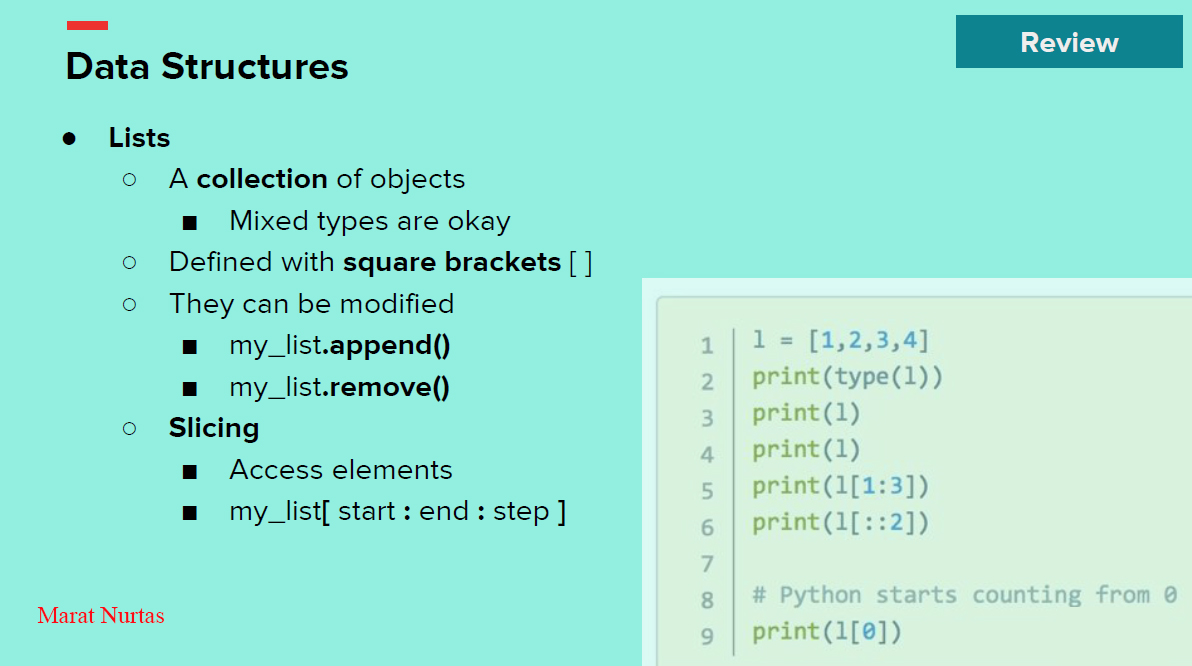 Review
Data Structures
● Lists
○ A collection of objects
■ Mixed types are okay
○ Defined with square brackets [ ]
○ They can be modified
■ my_list.append()
■ my_list.remove()
○ Slicing
■ Access elements
■ my_list[ start : end : step ]
1 l = [1,2,3,4]
2 print(type(l))
3 print(l)
4 print(l)
5 print(l[1:3])
6 print(l[::2])
7
8 # Python starts counting from 0
9 print(l[0])
Marat Nurtas